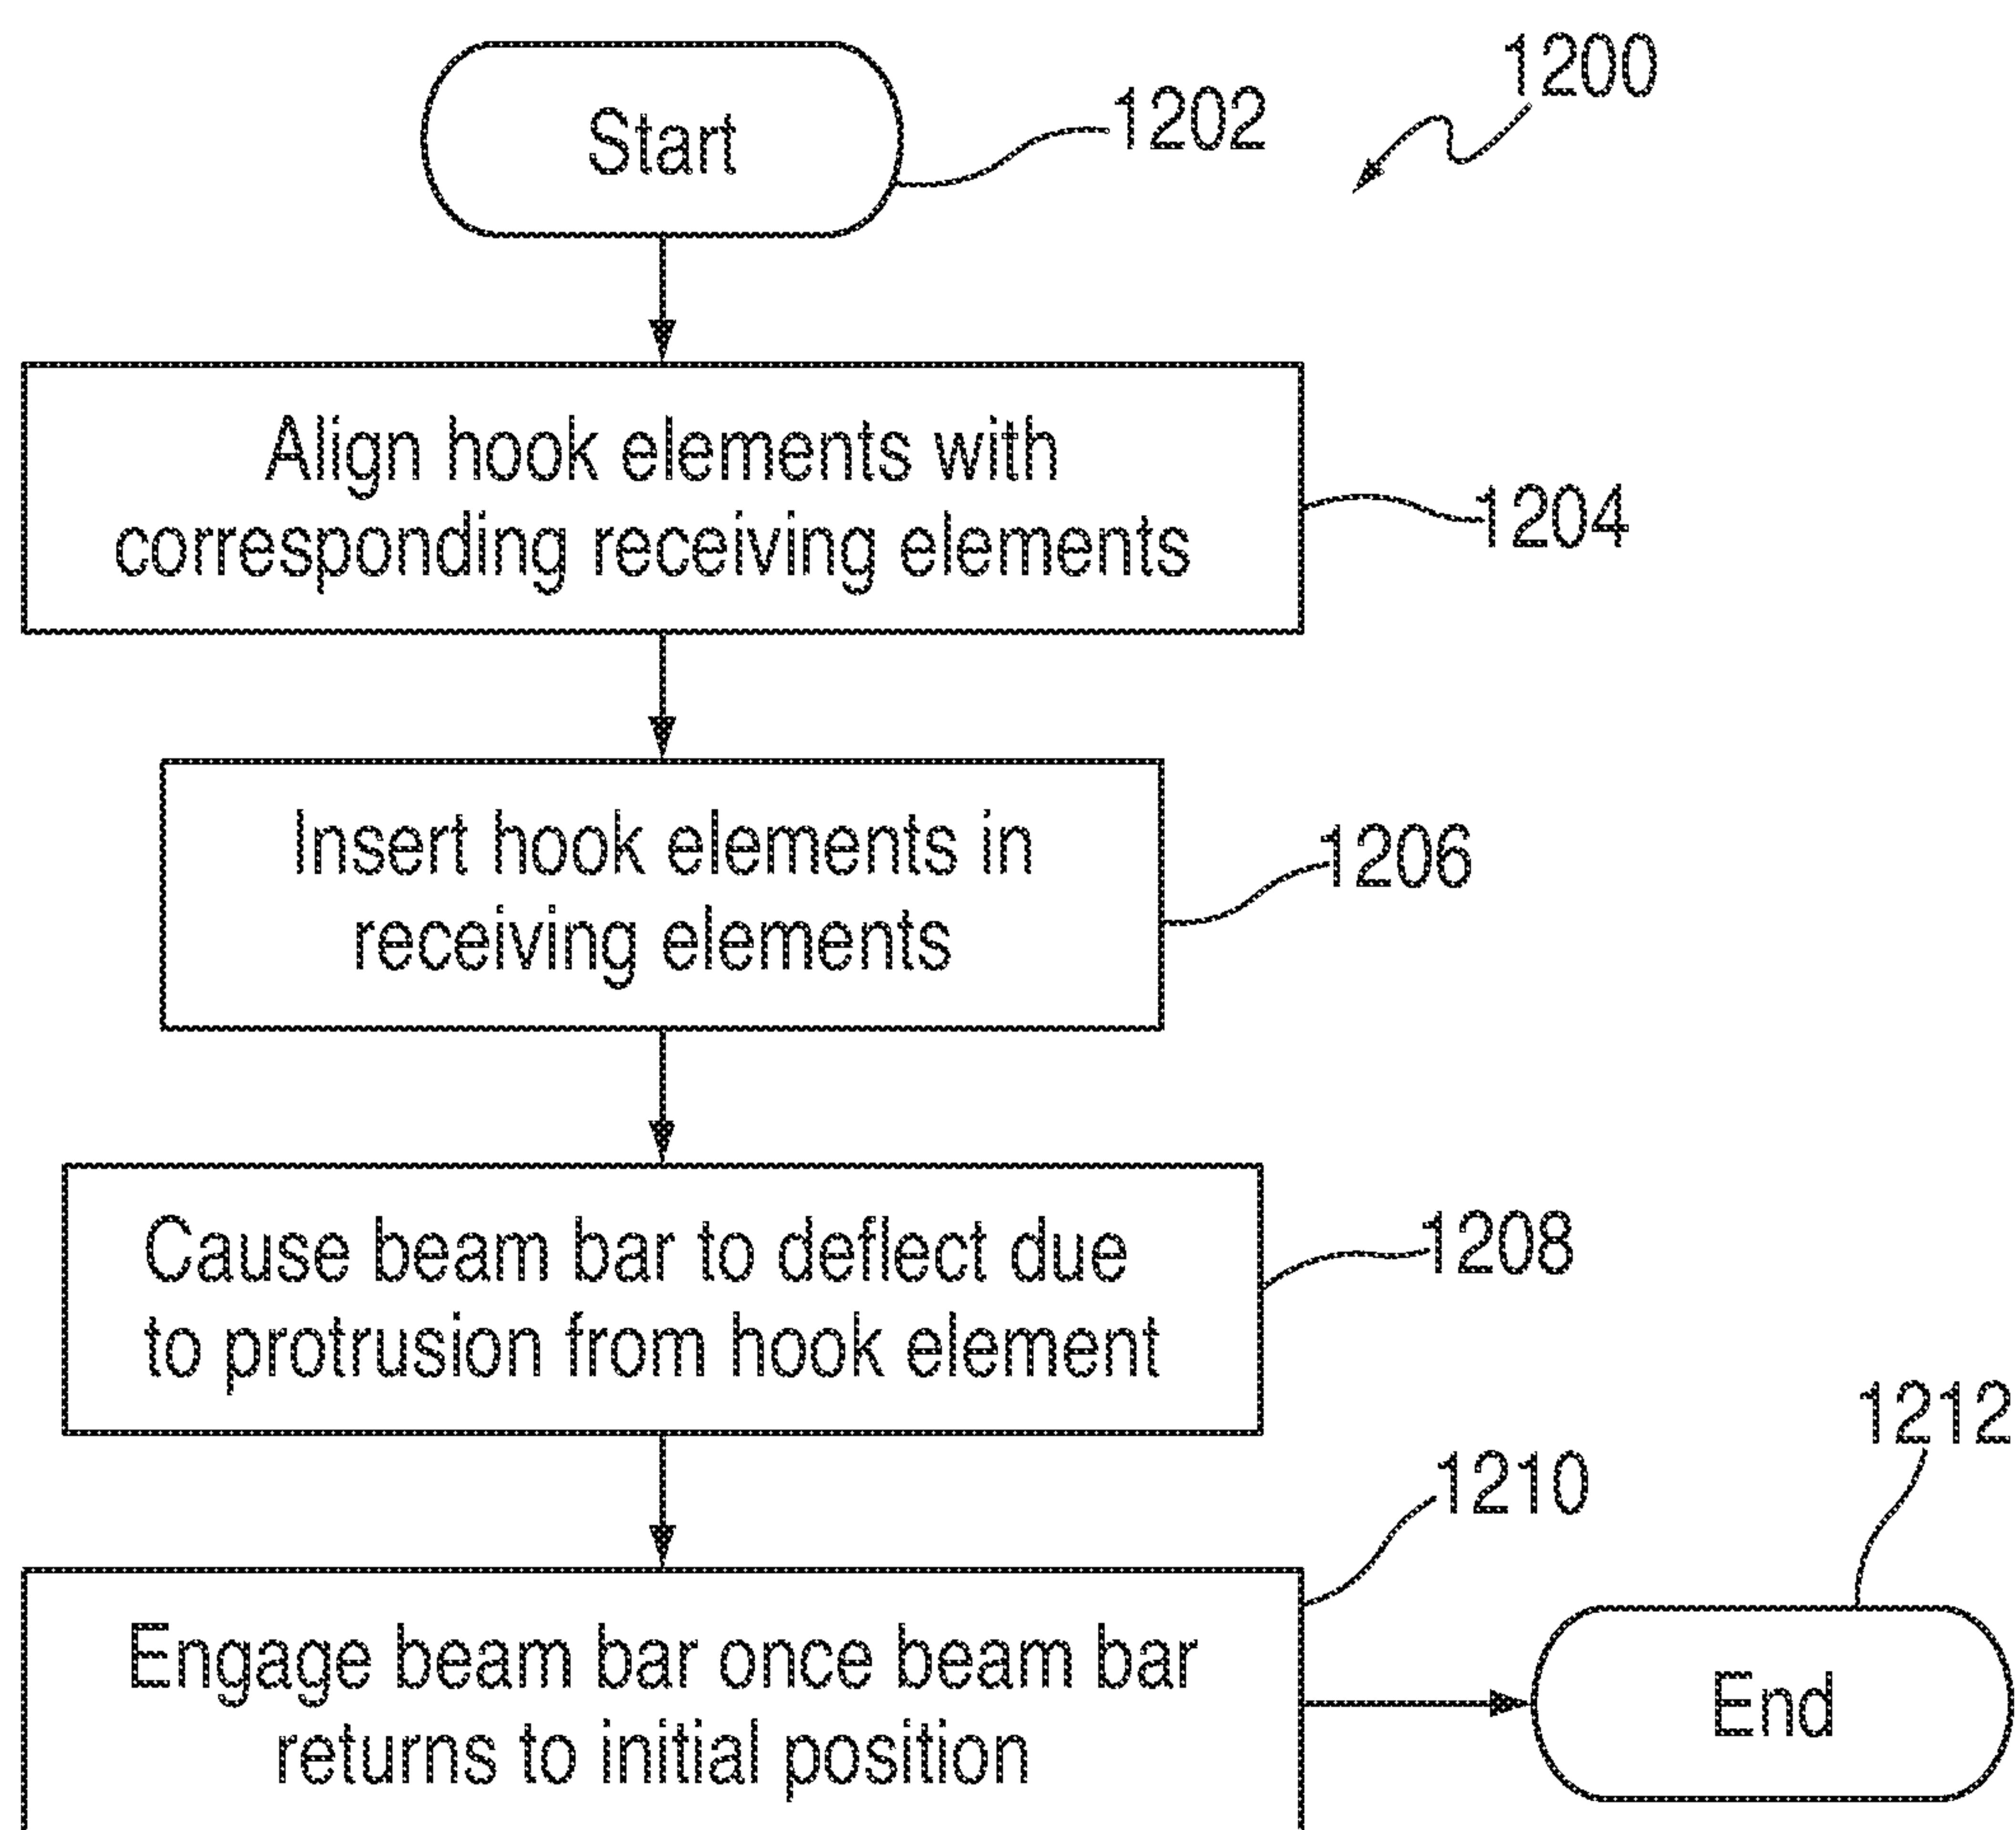 1200
Start
1202
Align hook elements with
corresponding receiving elements
1204
Insert hook elements in
receiving elements
1206
Cause beam bar to deflect due
to protrusion from hook element
1208
Engage beam bar once beam bar
returns to initial position
1210
End
1212